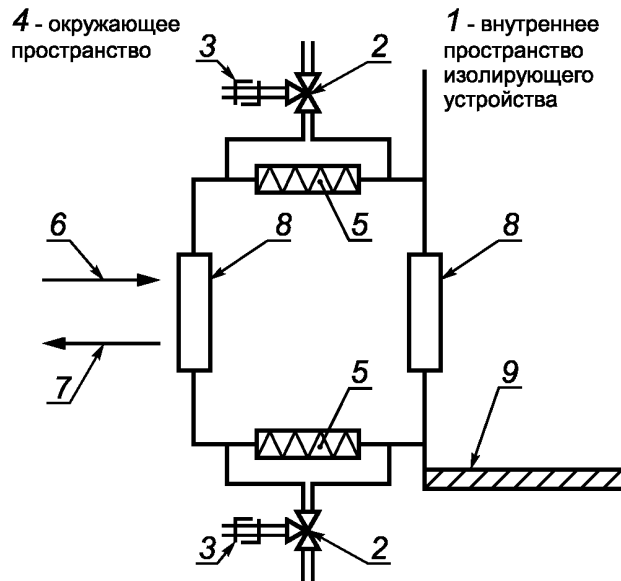 4 - окружающее
пространство
3
2
1 - внутреннее
пространство
изолирующего
устройства
5
6
8
8
7
5
9
3
2